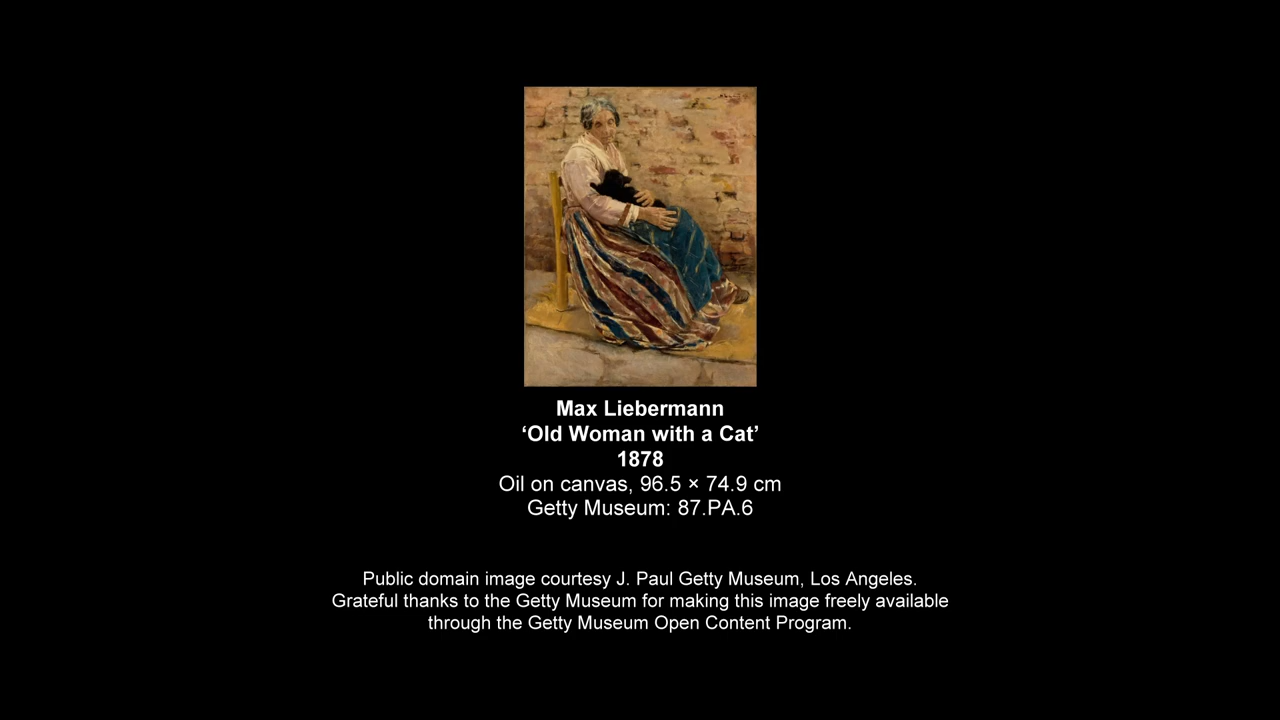 Max Liebermann
‘Old Woman with a Cat’
1878
Oil on canvas, 96.5 × 74.9 cm
Getty Museum: 87.PA.6
Public domain image courtesy J. Paul Getty Museum, Los Angeles.
Grateful thanks to the Getty Museum for making this image freely available
through the Getty Museum Open Content Program.